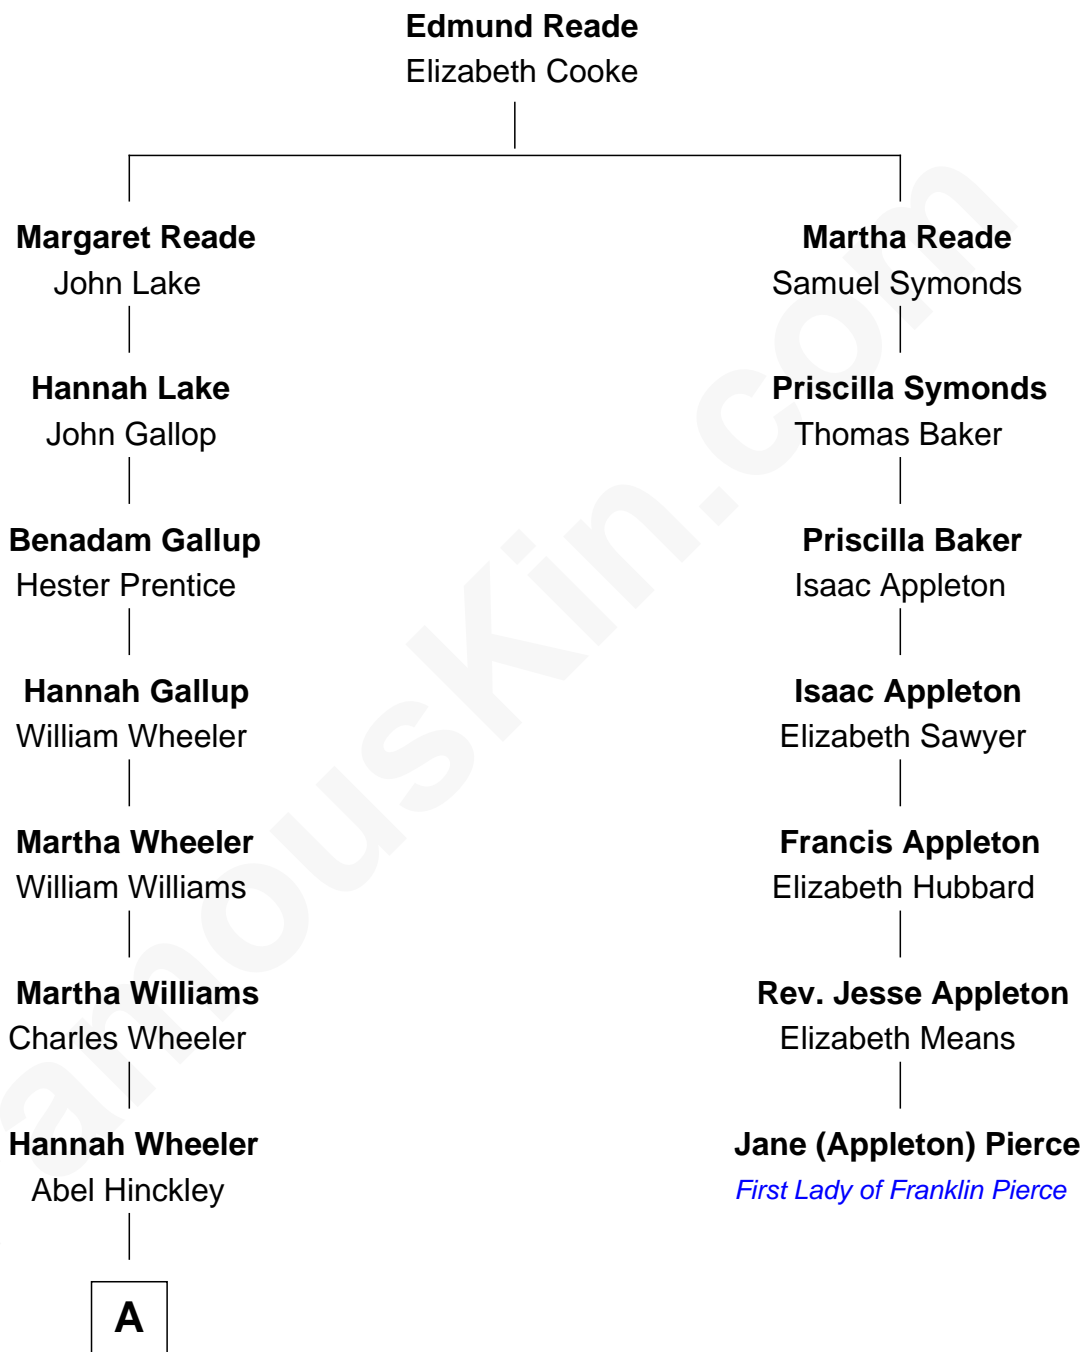 Edmund Reade
Elizabeth Cooke
Margaret Reade
John Lake
Martha Reade
Samuel Symonds
Hannah Lake
John Gallop
Priscilla Symonds
Thomas Baker
Benadam Gallup
Hester Prentice
Priscilla Baker
Isaac Appleton
Hannah Gallup
William Wheeler
Isaac Appleton
Elizabeth Sawyer
Martha Wheeler
William Williams
Francis Appleton
Elizabeth Hubbard
Martha Williams
Charles Wheeler
Rev. Jesse Appleton
Elizabeth Means
Hannah Wheeler
Abel Hinckley
Jane (Appleton) Pierce
First Lady of Franklin Pierce
A
amousKin.com